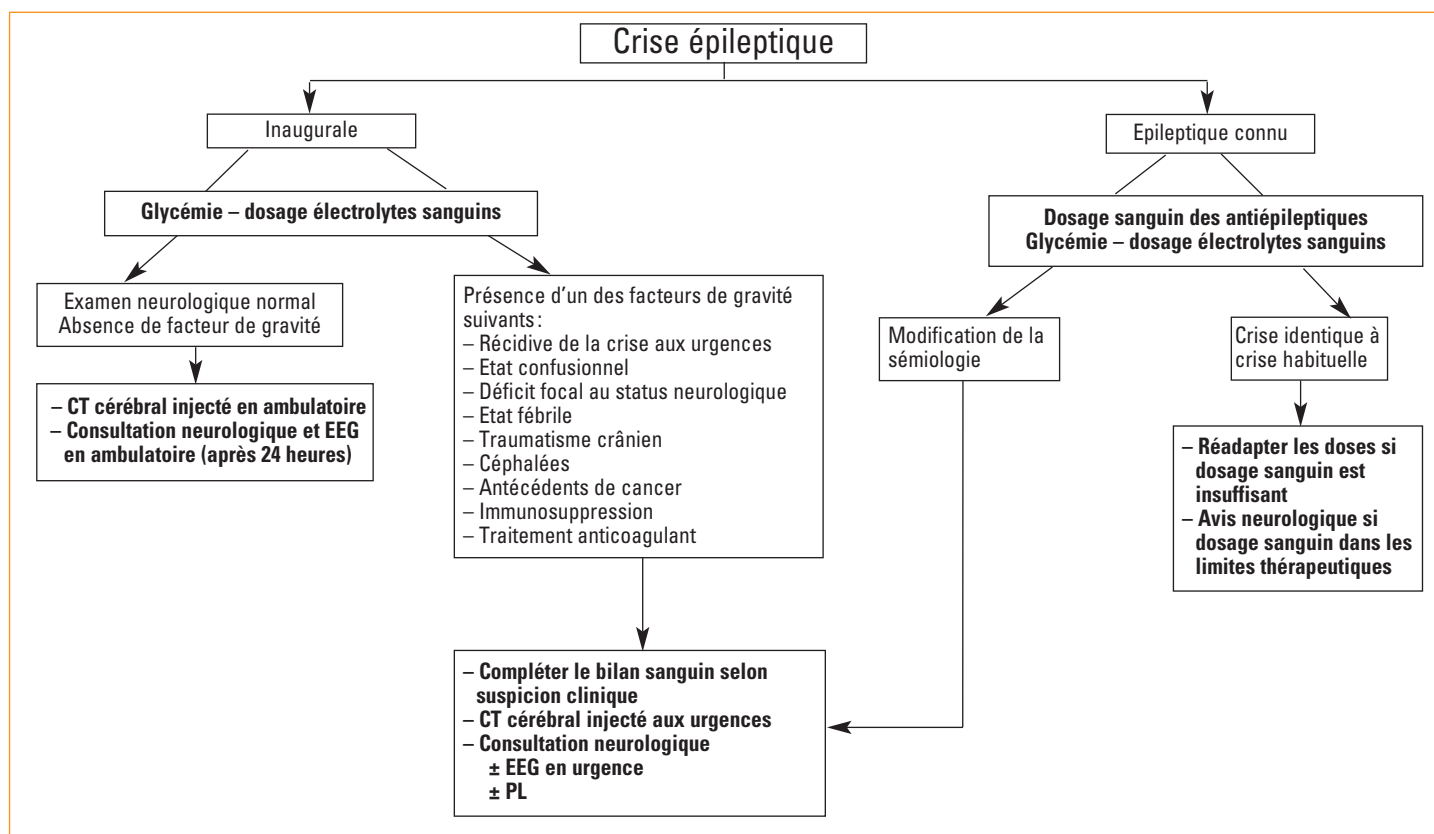 Crise épileptique
Inaugurale
Epileptique connu
Glycémie – dosage électrolytes sanguins
Dosage sanguin des antiépileptiques
Glycémie – dosage électrolytes sanguins
Examen neurologique normal
Absence de facteur de gravité
Présence d'un des facteurs de gravité
suivants :
– Récidive de la crise aux urgences
– Etat confusionnel
– Déficit focal au status neurologique
– Etat fébrile
– Traumatisme crânien
– Céphalées
– Antécédents de cancer
– Immunosuppression
– Traitement anticoagulant
Modification de la
sémiologie
Crise identique à
crise habituelle
– CT cérébral injecté en ambulatoire
– Consultation neurologique et EEG
en ambulatoire (après 24 heures)
– Réadapter les doses si
dosage sanguin est
insuffisant
– Avis neurologique si
dosage sanguin dans les
limites thérapeutiques
– Compléter le bilan sanguin selon
suspicion clinique
– CT cérébral injecté aux urgences
– Consultation neurologique
± EEG en urgence
± PL